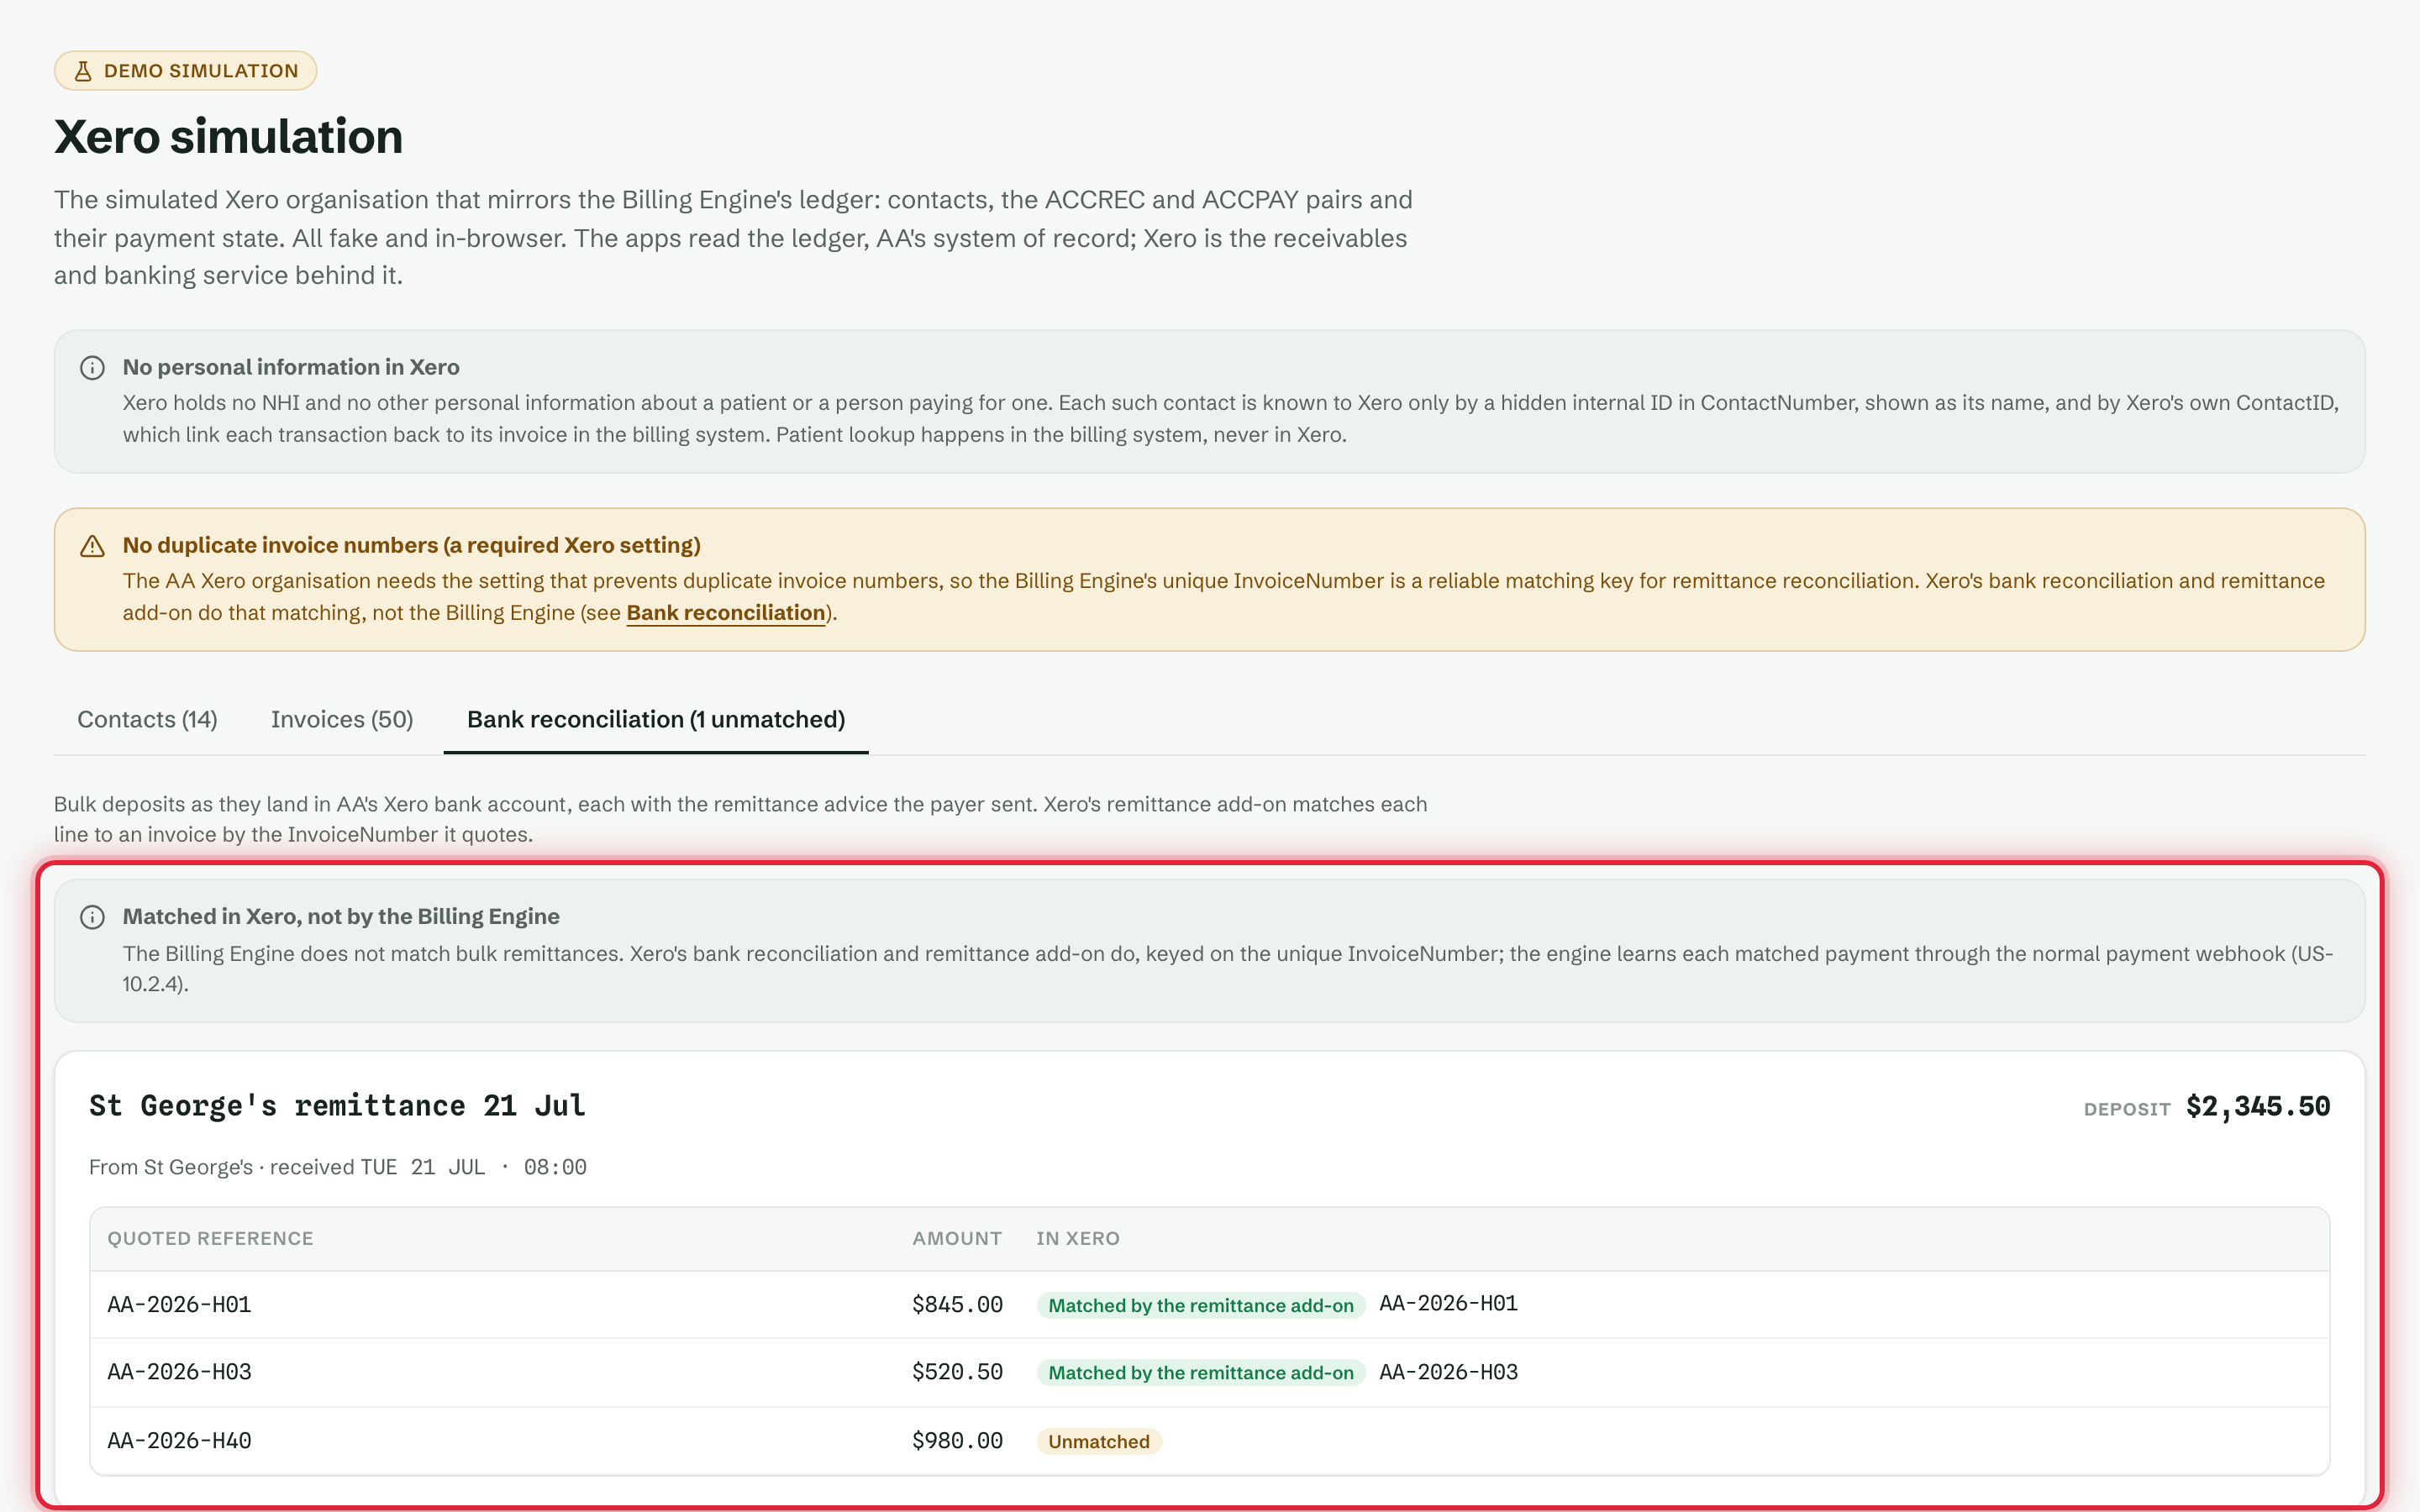 DEMO SIMULATION
Xero simulation
The simulated Xero organisation that mirrors the Billing Engine's ledger: contacts, the ACCREC and ACCPAY pairs and
their payment state. All fake and in-browser. The apps read the ledger, AA's system of record; Xero is the receivables
and banking service behind it.
No personal information in Xero
Xero holds no NHI and no other personal information about a patient or a person paying for one. Each such contact is known to Xero only by a hidden internal ID in ContactNumber, shown as its name, and by Xero's own ContactID,
which link each transaction back to its invoice in the billing system. Patient lookup happens in the billing system, never in Xero.
No duplicate invoice numbers (a required Xero setting)
The AA Xero organisation needs the setting that prevents duplicate invoice numbers, so the Billing Engine's unique InvoiceNumber is a reliable matching key for remittance reconciliation. Xero's bank reconciliation and remittance
add-on do that matching, not the Billing Engine (see Bank reconciliation).
Contacts (14) Invoices (50) Bank reconciliation (1 unmatched)
Bulk deposits as they land in AA's Xero bank account, each with the remittance advice the payer sent. Xero's remittance add-on matches each
line to an invoice by the InvoiceNumber it quotes.
Matched in Xero, not by the Billing Engine
The Billing Engine does not match bulk remittances. Xero's bank reconciliation and remittance add-on do, keyed on the unique InvoiceNumber; the engine learns each matched payment through the normal payment webhook (US-
10.2.4).
St George's remittance 21 Jul DEPOSIT $2,345.50
From St George's · received TUE 21 JUL · 08:00
QUOTED REFERENCE AMOUNT IN XERO
AA-2026-H01 $845.00 Matched by the remittance add-on AA-2026-H01
AA-2026-H03 $520.50 Matched by the remittance add-on AA-2026-H03
AA-2026-H40 $980.00 Unmatched